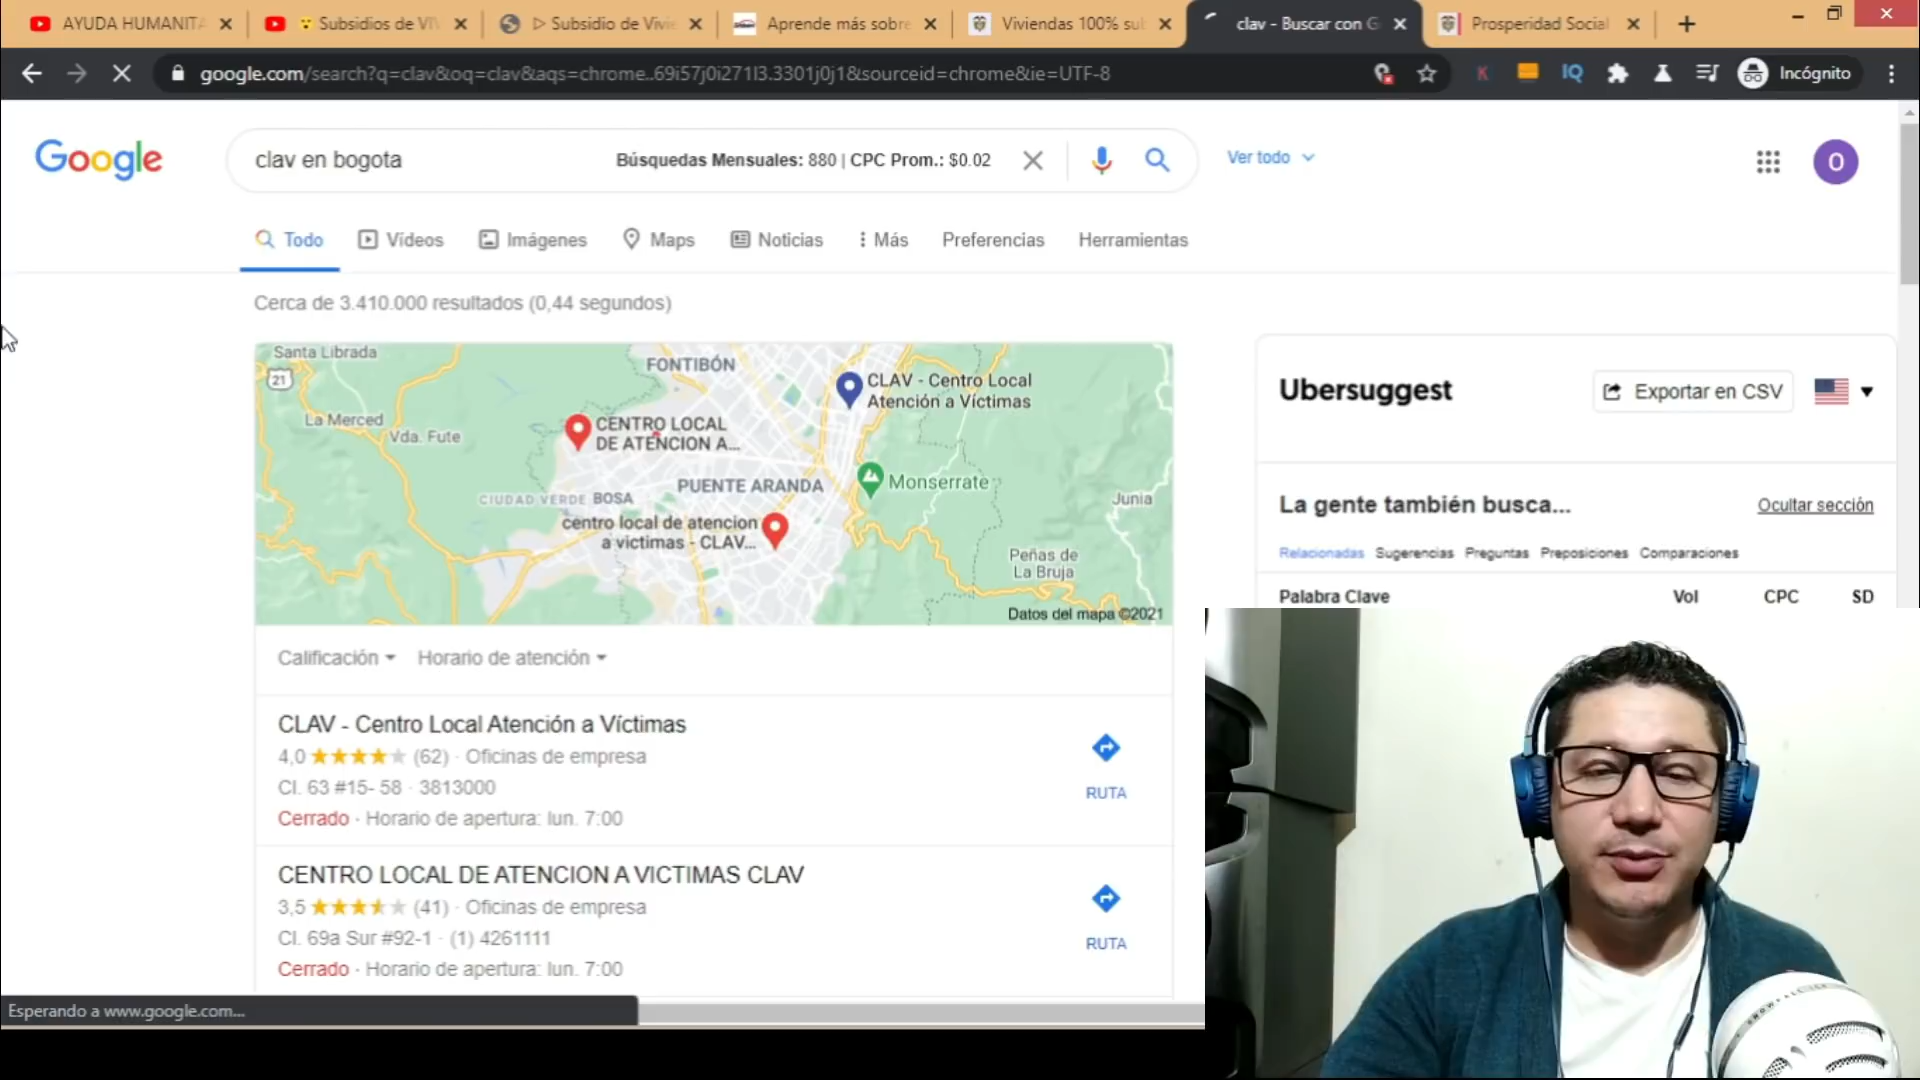 AYUDA HUMANITA
Subsidios de VIV
▷ Subsidio de Vivie
Aprende más sobre
Viviendas 100% sub
clav - Buscar con G
Prosperidad Social
google.com/search?q=clav&oq=clav&aqs=chrome..69i57j0i271l3.3301j0j1&sourceid=chrome&ie=UTF-8
K
IQ
Incógnito
Google
clav en bogota
Búsquedas Mensuales: 880 | CPC Prom.: $0.02
Ver todo
O
Todo
Vídeos
Imágenes
Maps
Noticias
Más
Preferencias
Herramientas
Cerca de 3.410.000 resultados (0,44 segundos)
Santa Librada
21
La Merced
Vda. Fute
FONTIBÓN
CLAV - Centro Local
Atención a Víctimas
CENTRO LOCAL
DE ATENCION A...
Monserrate
PUENTE ARANDA
CIUDAD VERDE
BOSA
Junia
centro local de atencion
a victimas - CLAV...
Peñas de
La Bruja
Datos del mapa ©2021
Calificación
Horario de atención
CLAV - Centro Local Atención a Víctimas
4,0 ★★★★★ (62) · Oficinas de empresa
Cl. 63 #15- 58 · 3813000
Cerrado · Horario de apertura: lun. 7:00
RUTA
CENTRO LOCAL DE ATENCION A VICTIMAS CLAV
3,5 ★★★★★ (41) · Oficinas de empresa
Cl. 69a Sur #92-1 · (1) 4261111
Cerrado · Horario de apertura: lun. 7:00
RUTA
Esperando a www.google.com...
Ubersuggest
Exportar en CSV
La gente también busca...
Ocultar sección
Relacionadas
Sugerencias
Preguntas
Preposiciones
Comparaciones
Palabra Clave
Vol
CPC
SD